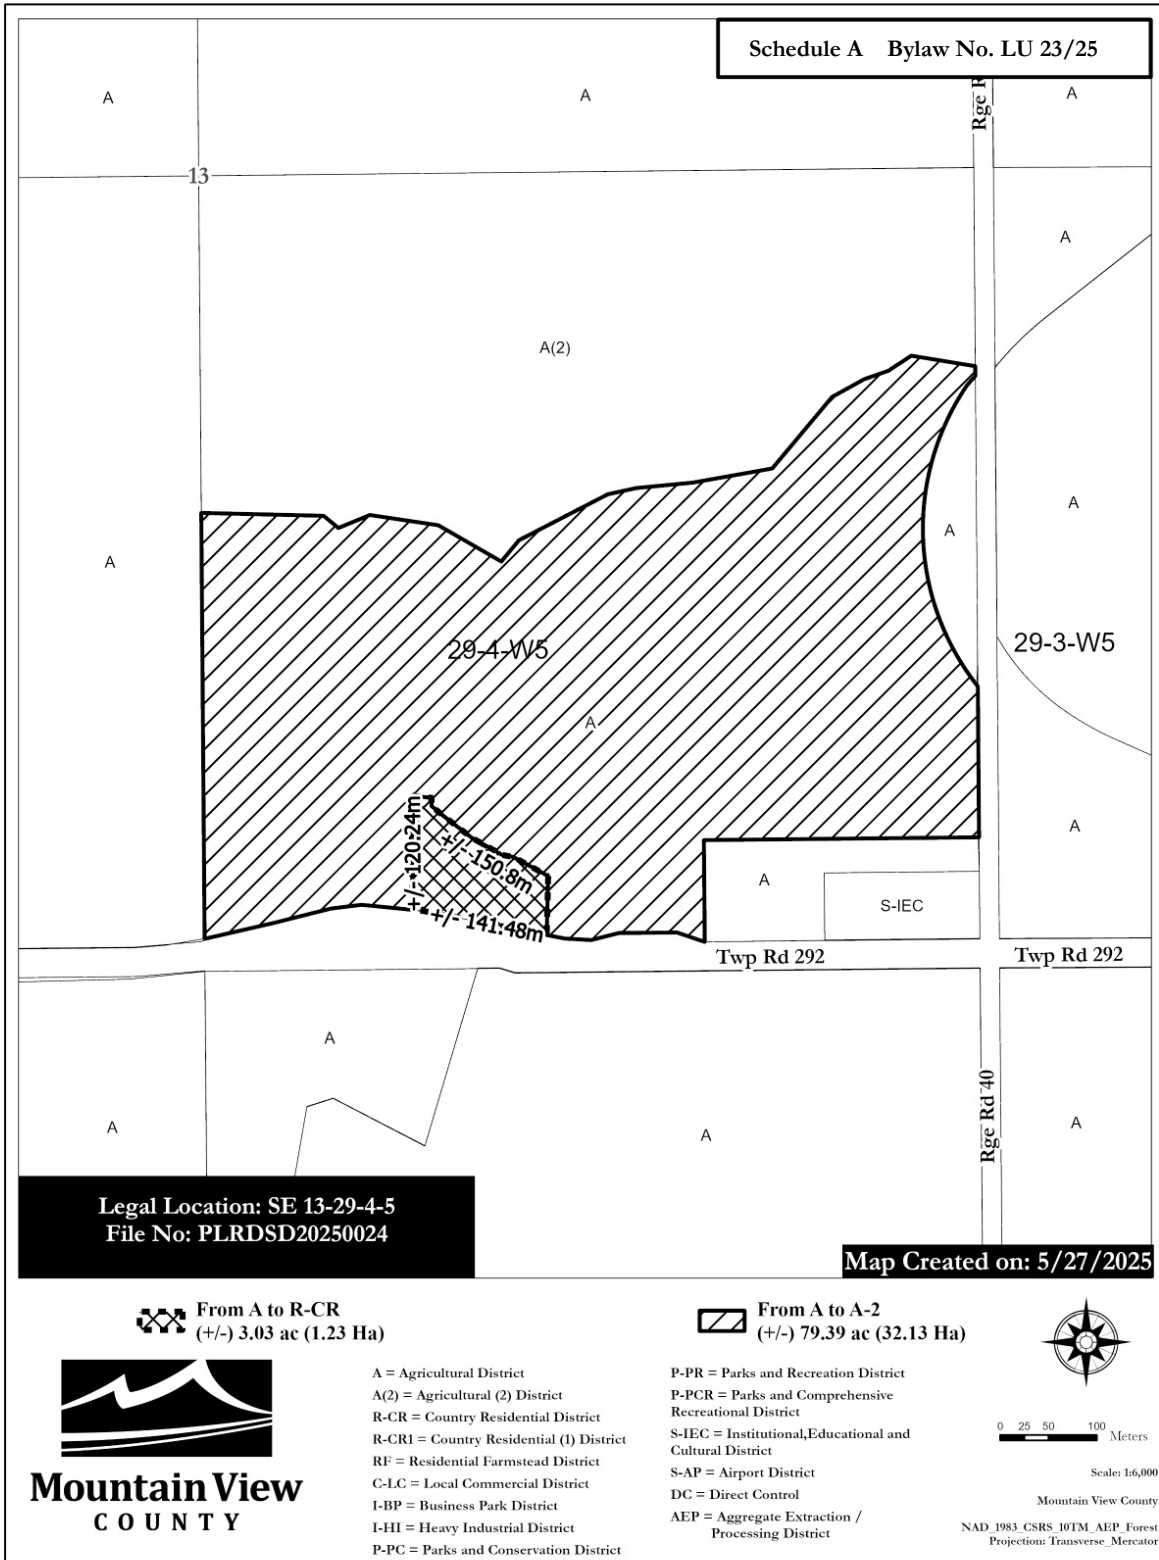 Schedule A    Bylaw No. LU 23/25
A
A
A
Rge R
13
A
A(2)
A
A
A
29-4-W5
29-3-W5
A
+/- 120.24m
+/- 150.8m
+/- 141.48m
A
A
S-IEC
Twp Rd 292
Twp Rd 292
A
A
A
A
Rge Rd 40
Legal Location: SE 13-29-4-5
File No: PLRDSD20250024
Map Created on: 5/27/2025
From A to R-CR
(+/-) 3.03 ac (1.23 Ha)
From A to A-2
(+/-) 79.39 ac (32.13 Ha)
Mountain View
COUNTY
A = Agricultural District
A(2) = Agricultural (2) District
R-CR = Country Residential District
R-CR1 = Country Residential (1) District
RF = Residential Farmstead District
C-LC = Local Commercial District
I-BP = Business Park District
I-HI = Heavy Industrial District
P-PC = Parks and Conservation District
P-PR = Parks and Recreation District
P-PCR = Parks and Comprehensive
Recreational District
S-IEC = Institutional,Educational and
Cultural District
S-AP = Airport District
DC = Direct Control
AEP = Aggregate Extraction /
Processing District
0 25 50 100
Meters
Scale: 1:6,000
Mountain View County
NAD_1983_CSRS_10TM_AEP_Forest
Projection: Transverse_Mercator